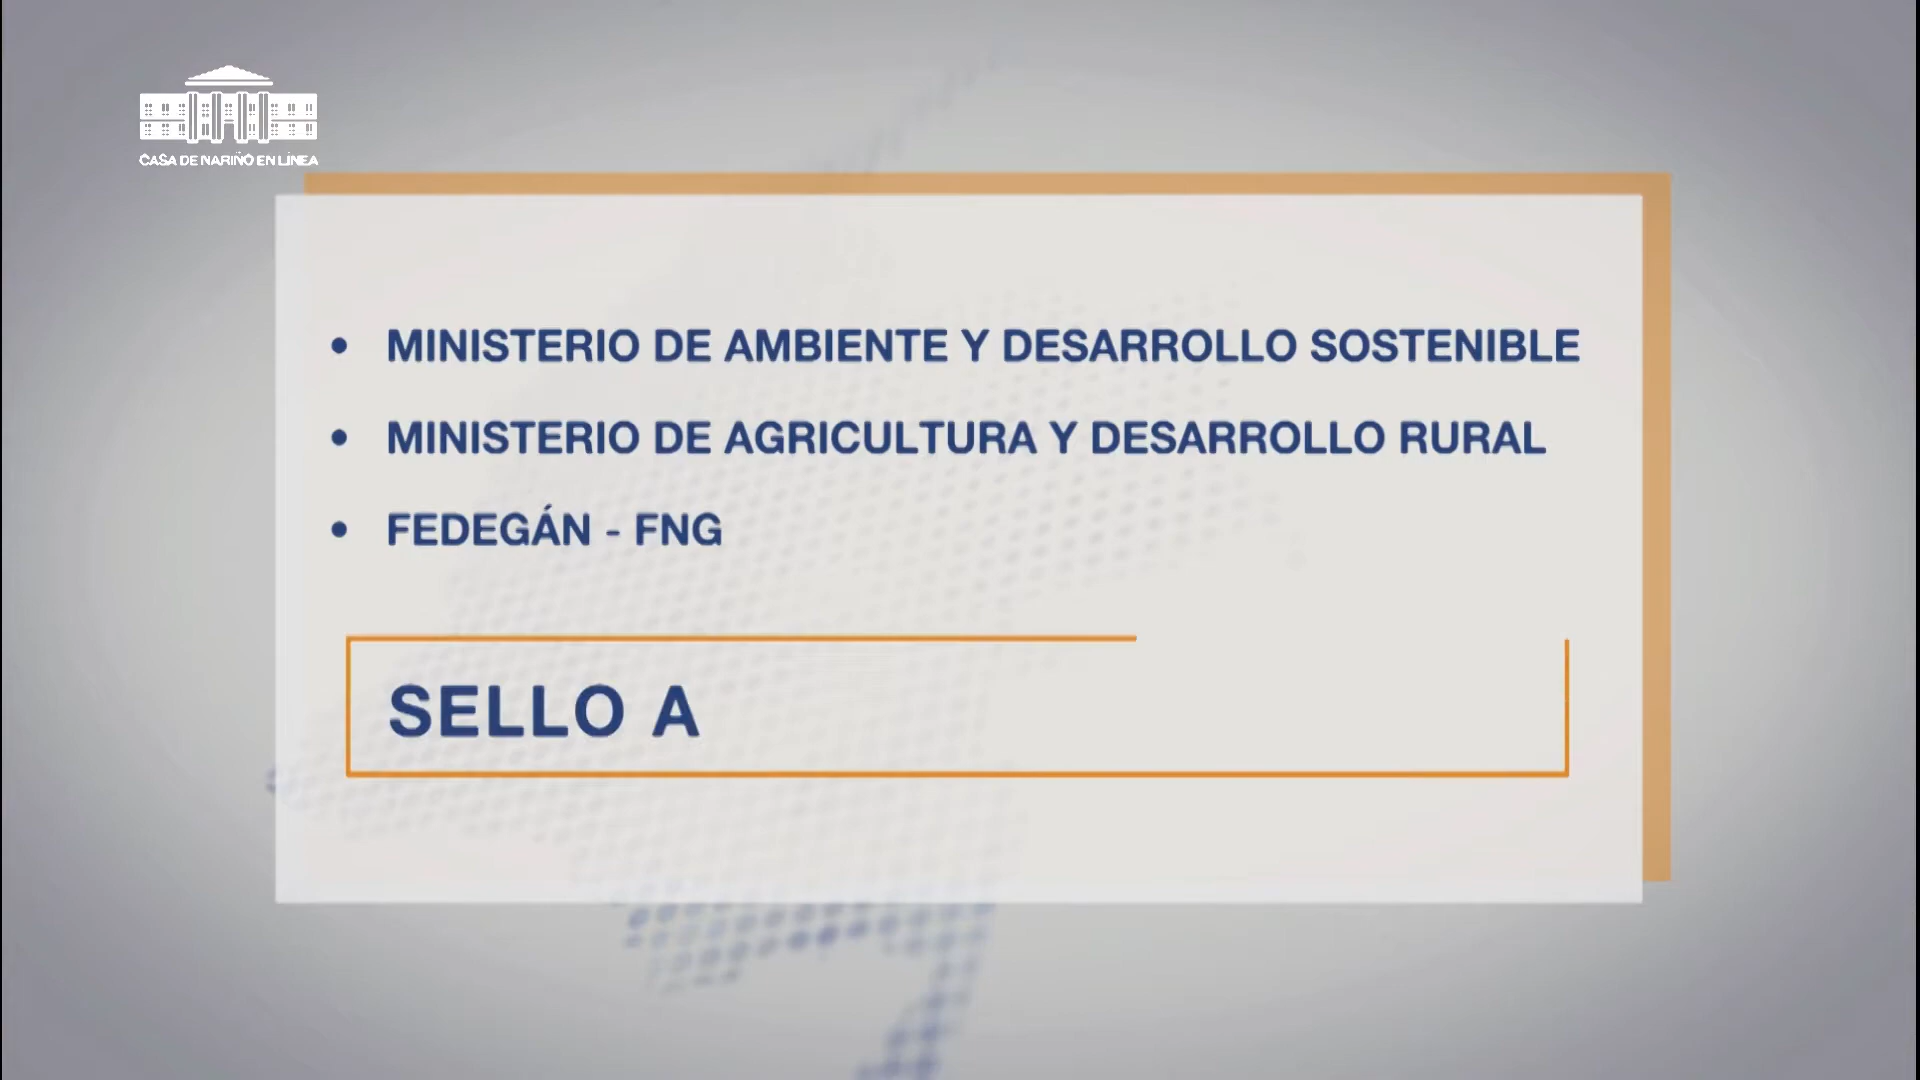 CASA DE NARIÑO EN LÍNEA
• MINISTERIO DE AMBIENTE Y DESARROLLO SOSTENIBLE
• MINISTERIO DE AGRICULTURA Y DESARROLLO RURAL
• FEDEGÁN - FNG
SELLO A